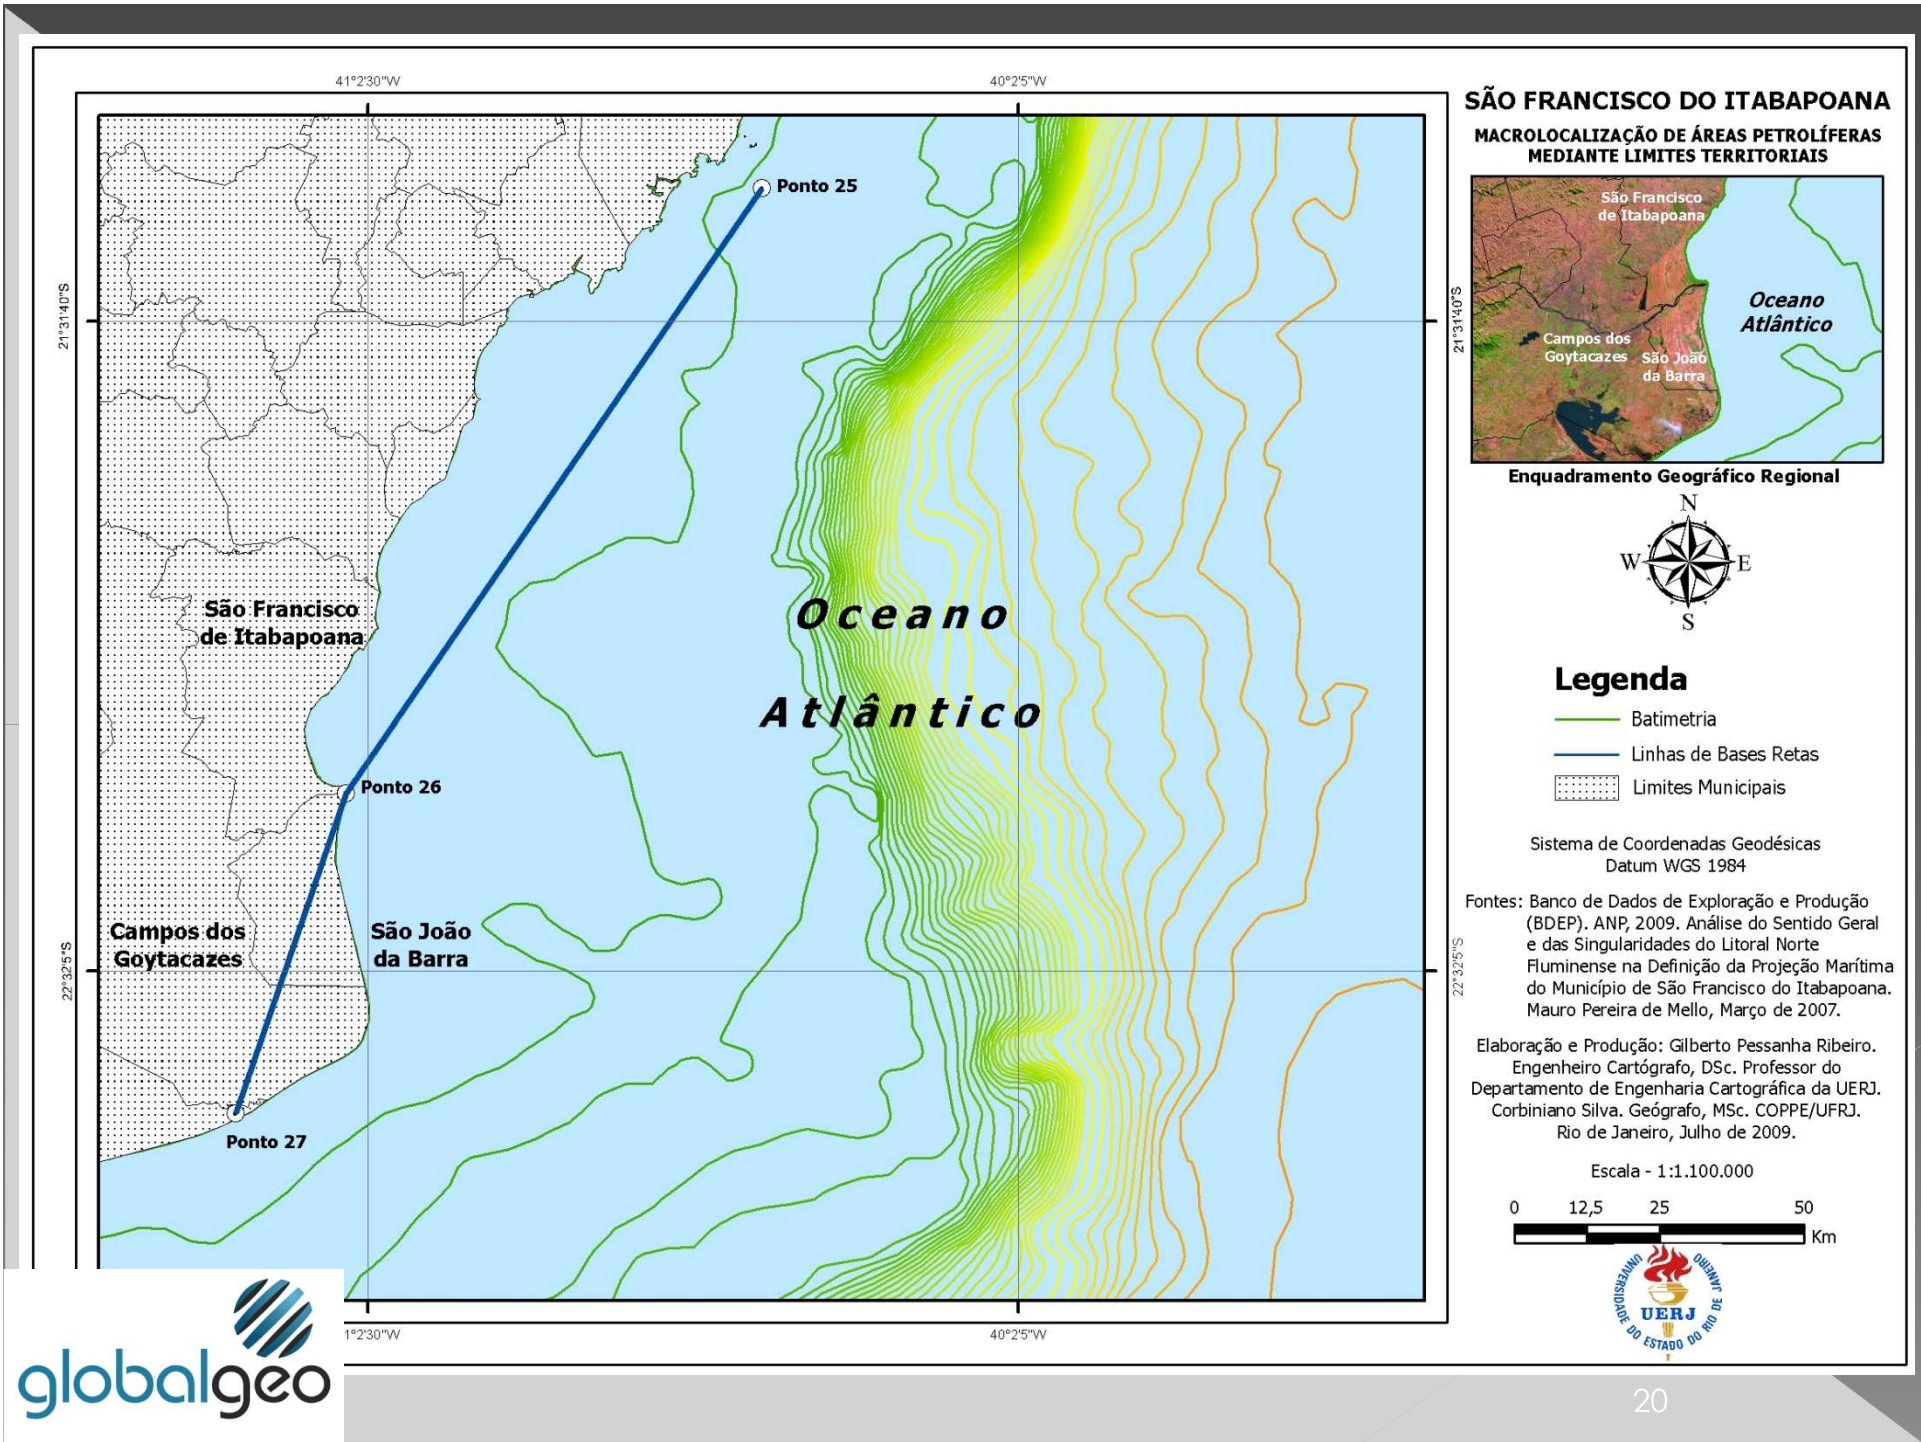 41°2'30"W
40°2'5"W
21°31'40"S
21°31'40"S
22°32'5"S
22°32'5"S
1°2'30"W
40°2'5"W
Ponto 25
Ponto 26
Ponto 27
São Francisco
de Itabapoana
Campos dos
Goytacazes
São João
da Barra
Oceano
Atlântico
SÃO FRANCISCO DO ITABAPOANA
MACROLOCALIZAÇÃO DE ÁREAS PETROLÍFERAS
MEDIANTE LIMITES TERRITORIAIS
São Francisco
de Itabapoana
Oceano
Atlântico
Campos dos
Goytacazes
São João
da Barra
Enquadramento Geográfico Regional
N
W
E
S
Legenda
Batimetria
Linhas de Bases Retas
Limites Municipais
Sistema de Coordenadas Geodésicas
Datum WGS 1984
Fontes: Banco de Dados de Exploração e Produção
(BDEP). ANP, 2009. Análise do Sentido Geral
e das Singularidades do Litoral Norte
Fluminense na Definição da Projeção Marítima
do Município de São Francisco do Itabapoana.
Mauro Pereira de Mello, Março de 2007.
Elaboração e Produção: Gilberto Pessanha Ribeiro.
Engenheiro Cartógrafo, DSc. Professor do
Departamento de Engenharia Cartográfica da UERJ.
Corbiniano Silva. Geógrafo, MSc. COPPE/UFRJ.
Rio de Janeiro, Julho de 2009.
Escala - 1:1.100.000
0 12,5 25 50
Km
UNIVERSIDADE DO ESTADO DO RIO DE JANEIRO
UERJ
globalgeo
20